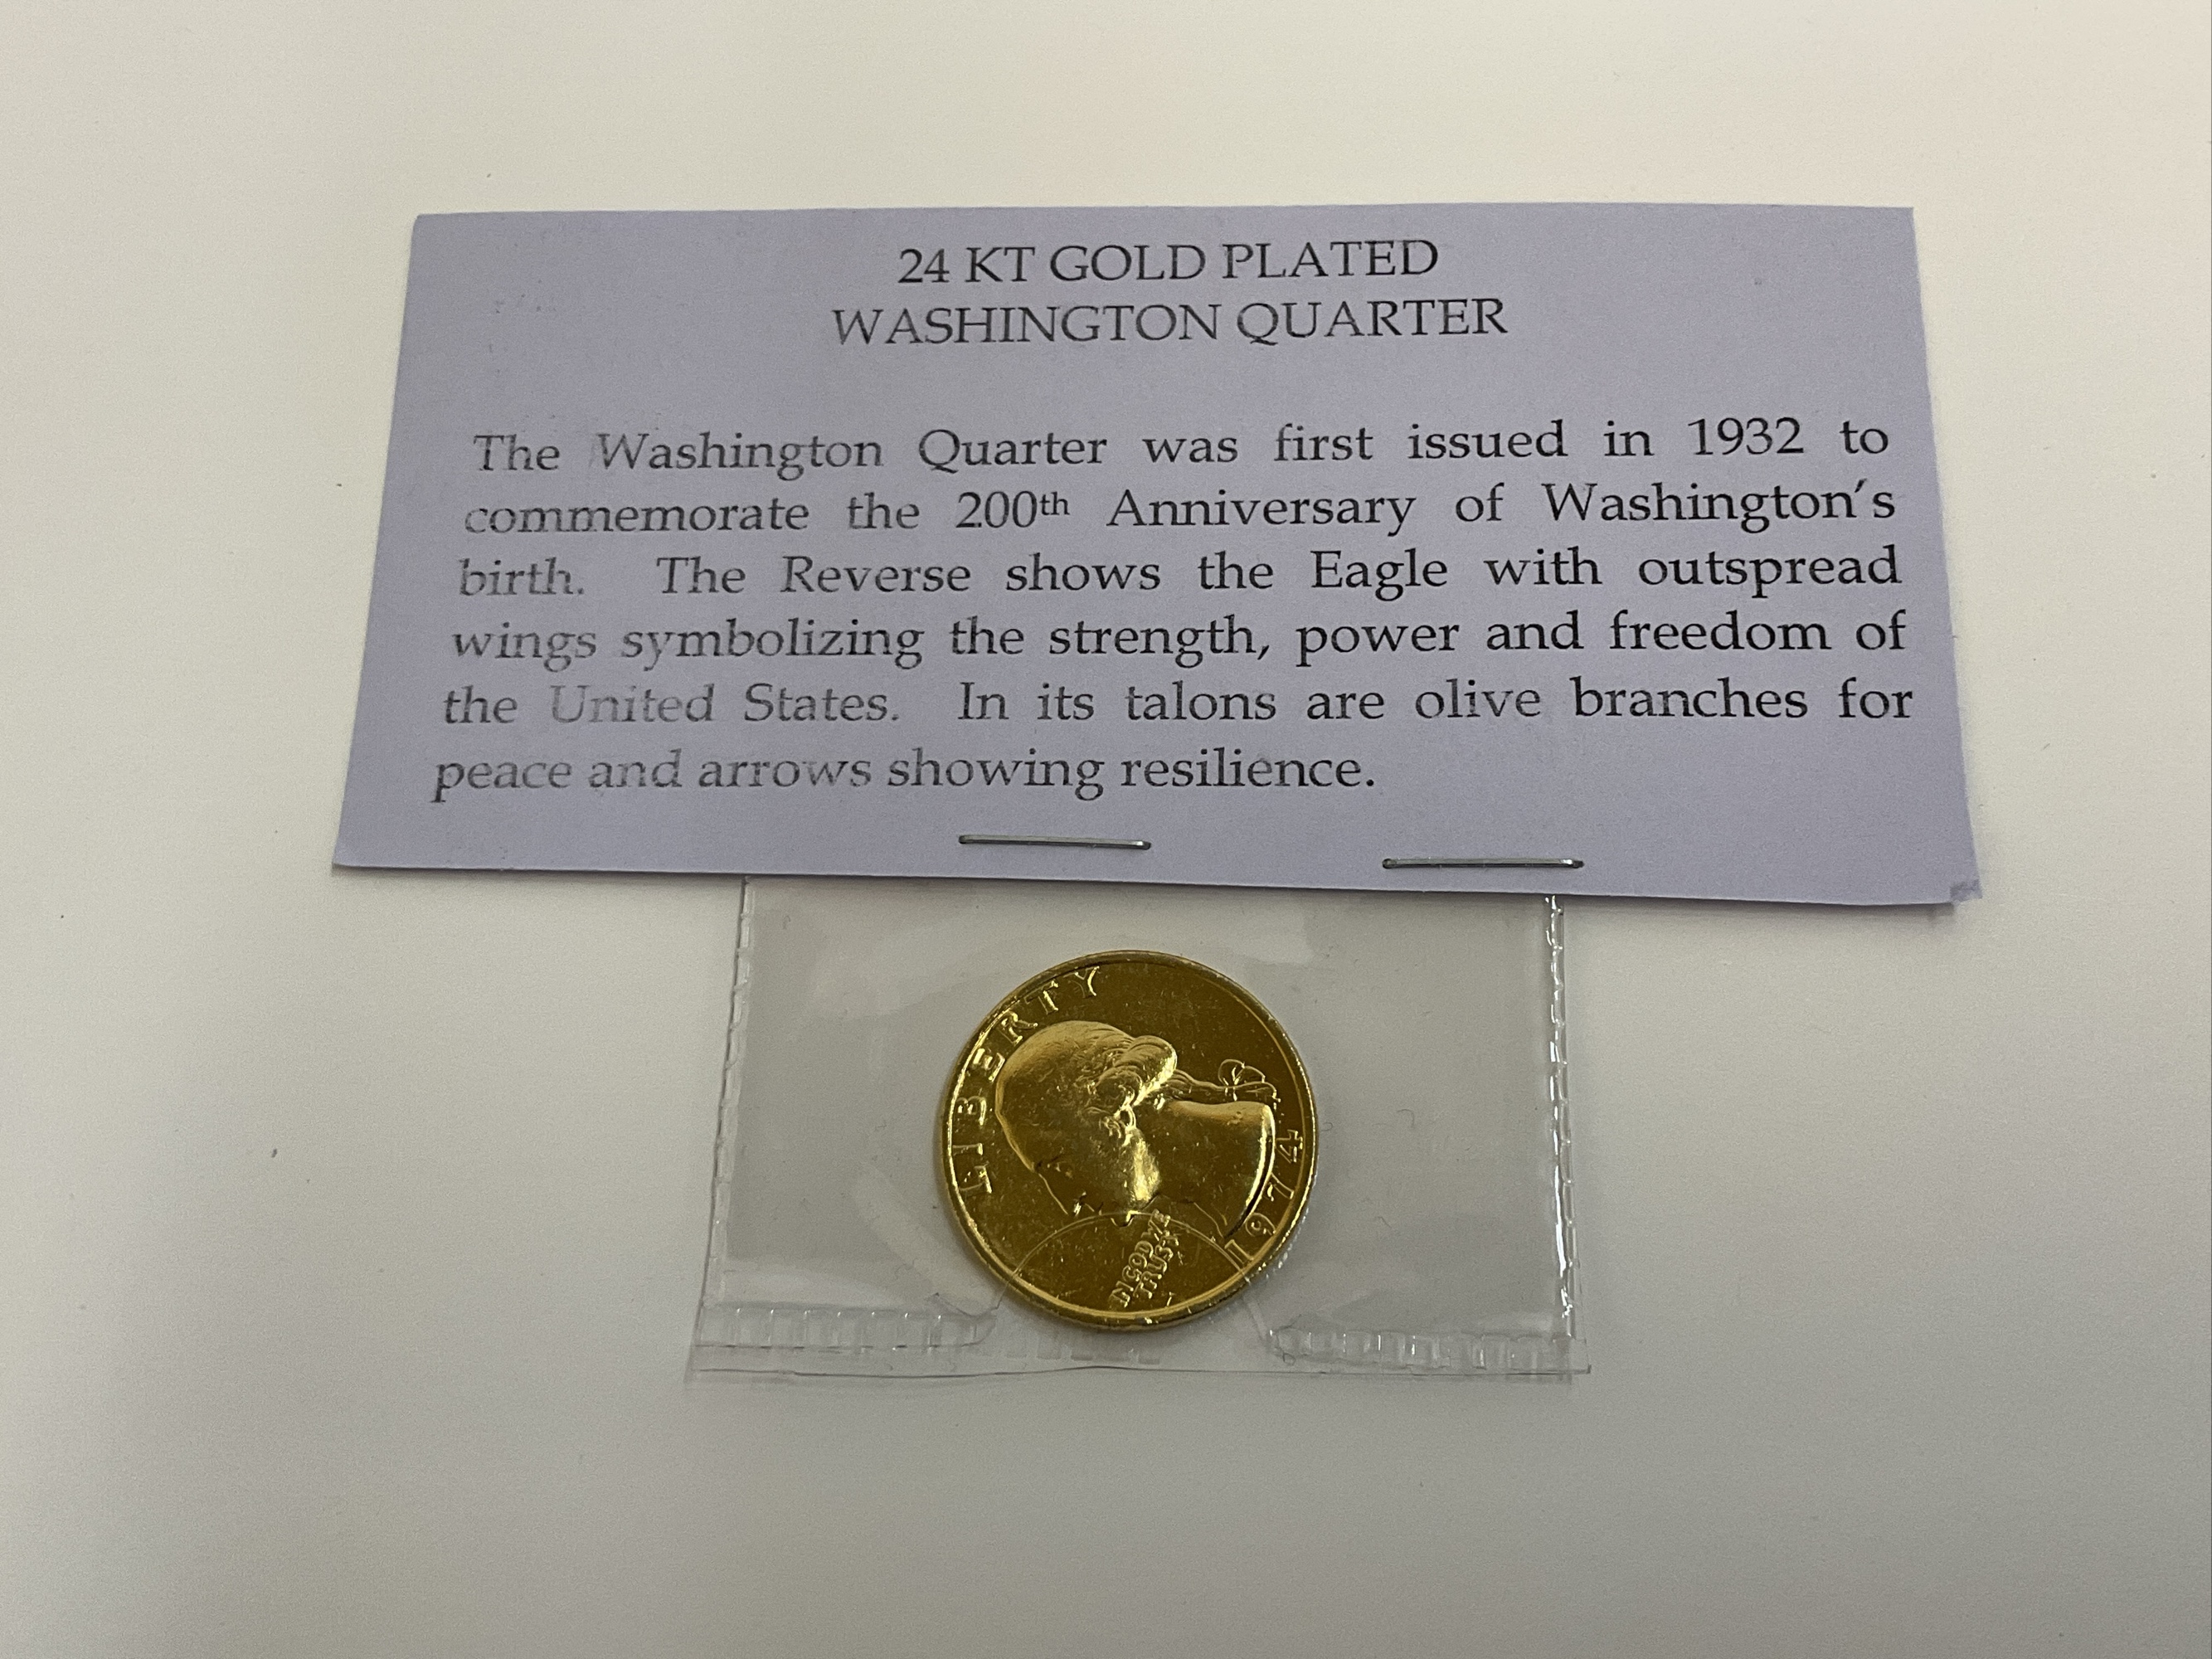 24 KT GOLD PLATED
WASHINGTON QUARTER
The Washington Quarter was first issued in 1932 to
commemorate the 200th Anniversary of Washington's
birth. The Reverse shows the Eagle with outspread
wings symbolizing the strength, power and freedom of
the United States. In its talons are olive branches for
peace and arrows showing resilience.
LIBERTY
IN GOD WE
TRUST
1974